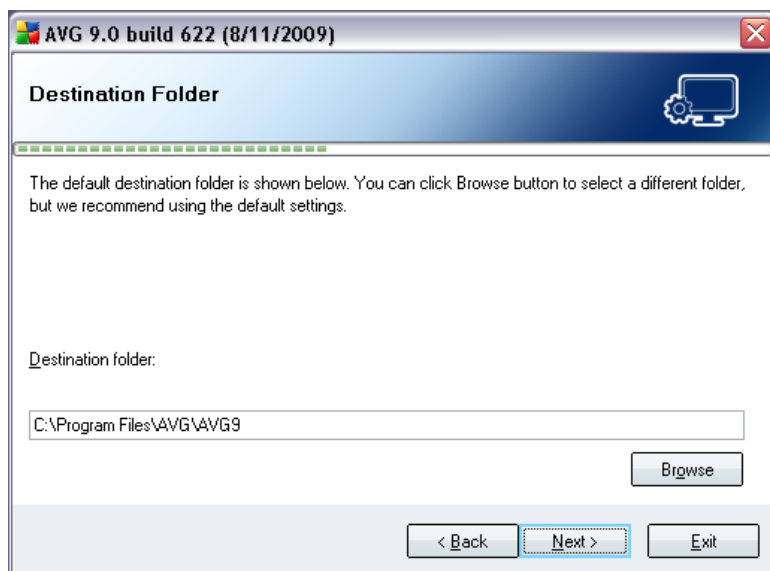 AVG 9.0 build 622 (8/11/2009)
Destination Folder
The default destination folder is shown below. You can click Browse button to select a different folder,
but we recommend using the default settings.
Destination folder:
C:\Program Files\AVG\AVG9
Browse
< Back Next > Exit